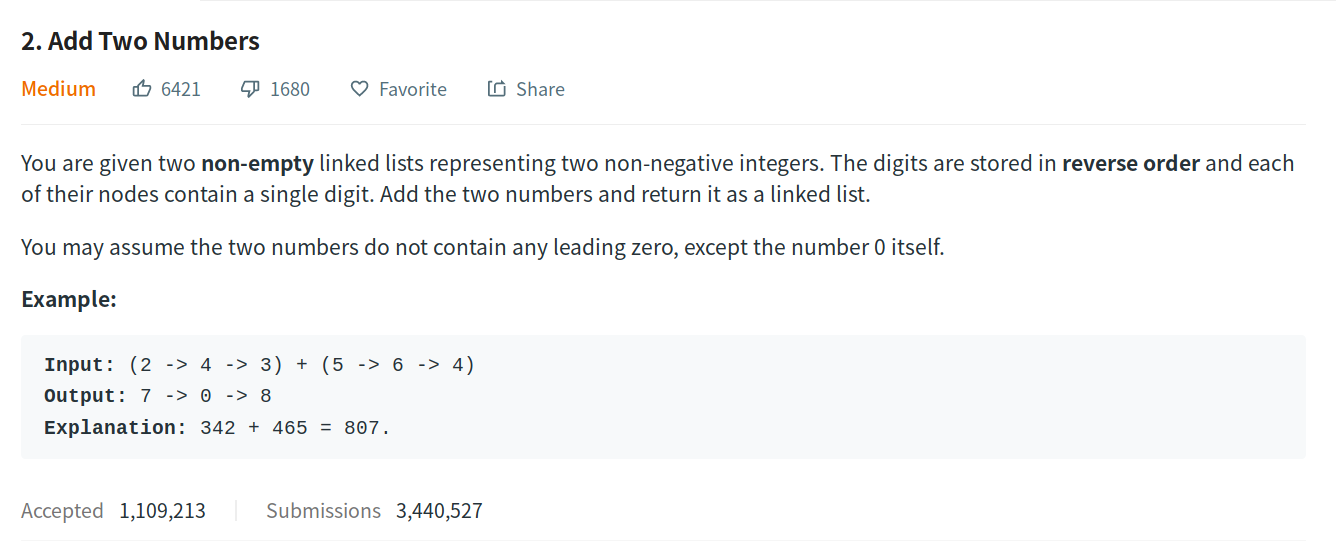 2. Add Two Numbers
Medium 6421 1680 Favorite Share
You are given two non-empty linked lists representing two non-negative integers. The digits are stored in reverse order and each
of their nodes contain a single digit. Add the two numbers and return it as a linked list.
You may assume the two numbers do not contain any leading zero, except the number 0 itself.
Example:
Input: (2 -> 4 -> 3) + (5 -> 6 -> 4)
Output: 7 -> 0 -> 8
Explanation: 342 + 465 = 807.
Accepted 1,109,213 Submissions 3,440,527